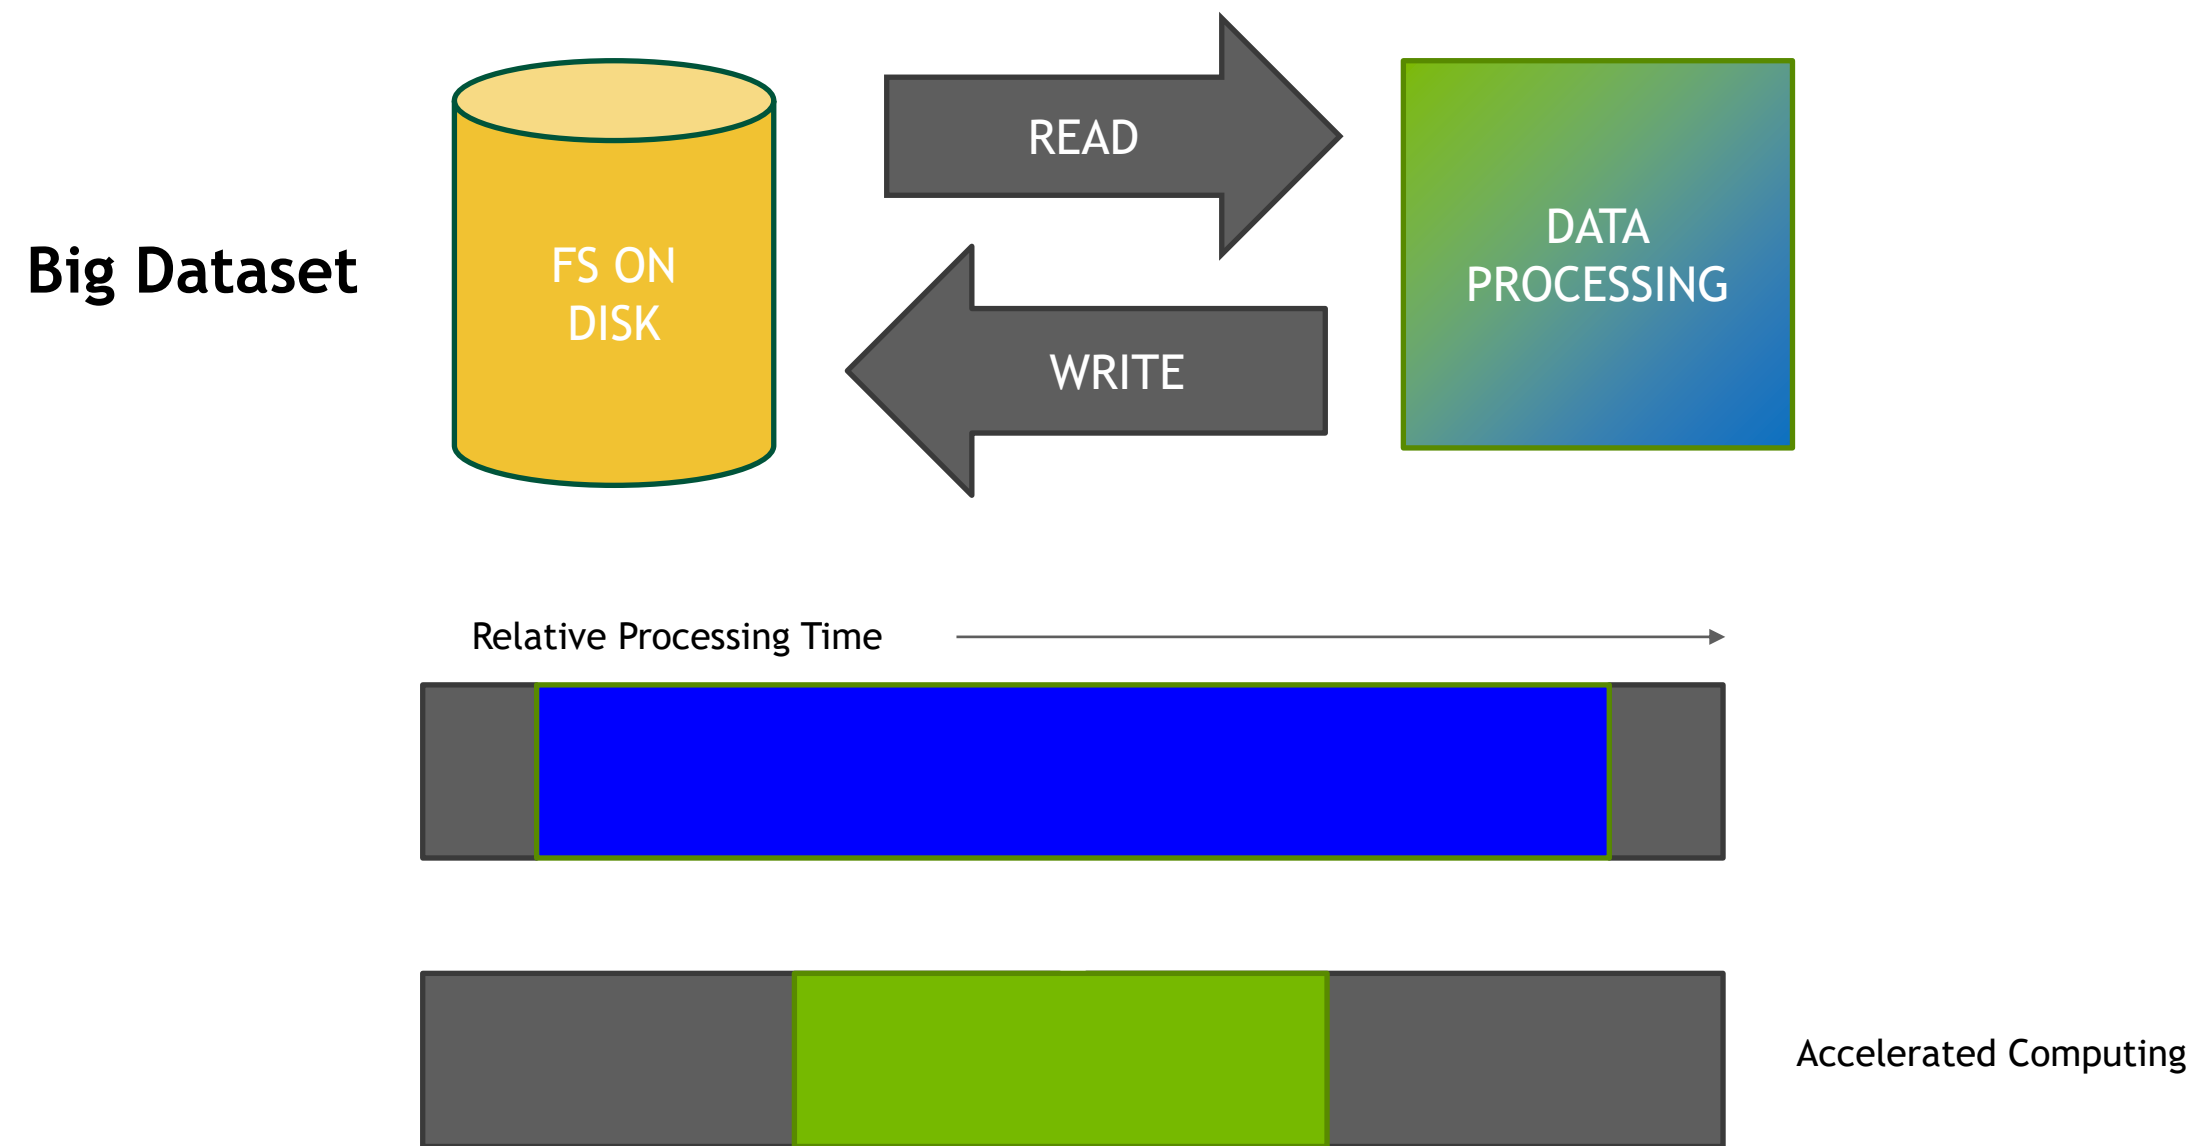 Big Dataset
FS ON
DISK
READ
WRITE
DATA
PROCESSING
Relative Processing Time
Accelerated Computing